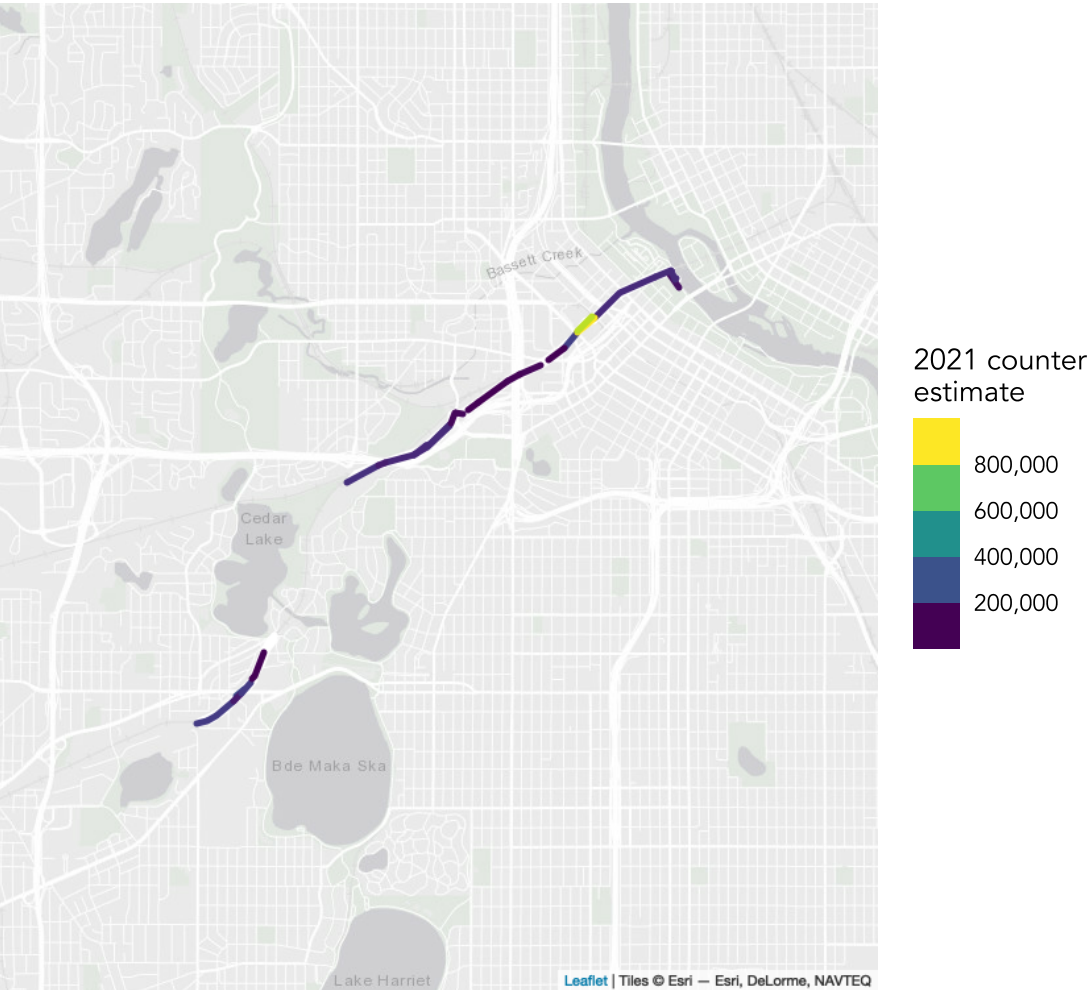 Bassett Creek
Cedar
Lake
Bde Maka Ska
Lake Harriet
2021 counter
estimate
800,000
600,000
400,000
200,000
Leaflet | Tiles © Esri — Esri, DeLorme, NAVTEQ